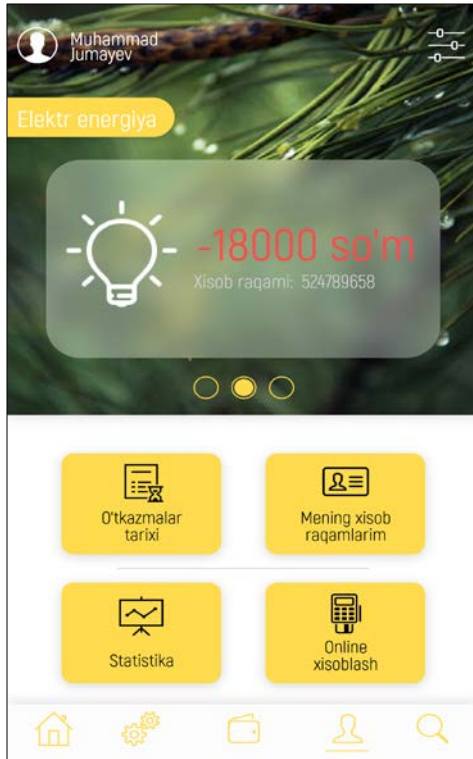 Muhammad
Jumayev
Elektr energiya
-18000 so'm
Xisob raqami: 524789658
O'tkazmalar
tarixi
Mening xisob
raqamlarim
Statistika
Online
xisoblash